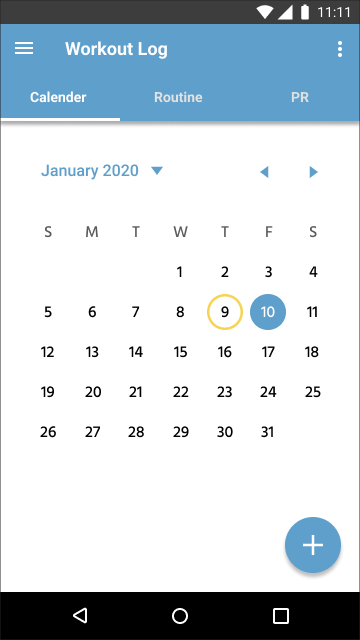 11:11
Workout Log
Calender Routine PR
January 2020
S M T W T F S
1 2 3 4
5 6 7 8 9 10 11
12 13 14 15 16 17 18
19 20 21 22 23 24 25
26 27 28 29 30 31